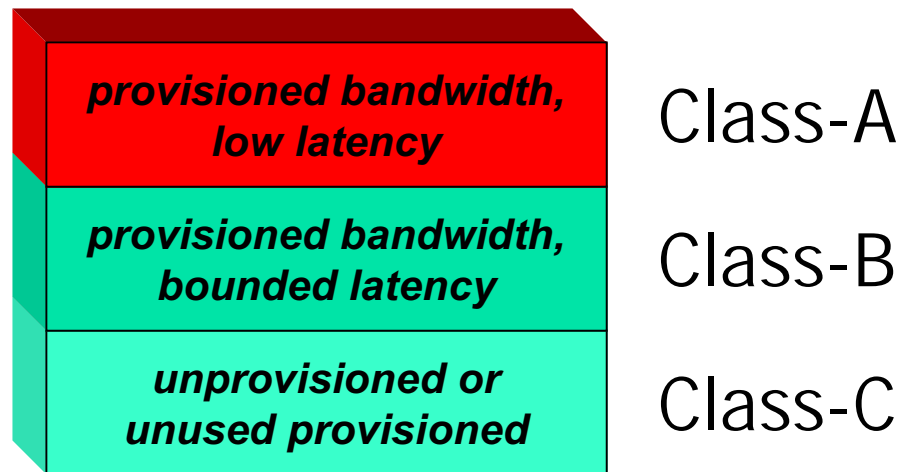 provisioned bandwidth,
low latency
Class-A
provisioned bandwidth,
bounded latency
Class-B
unprovisioned or
unused provisioned
Class-C